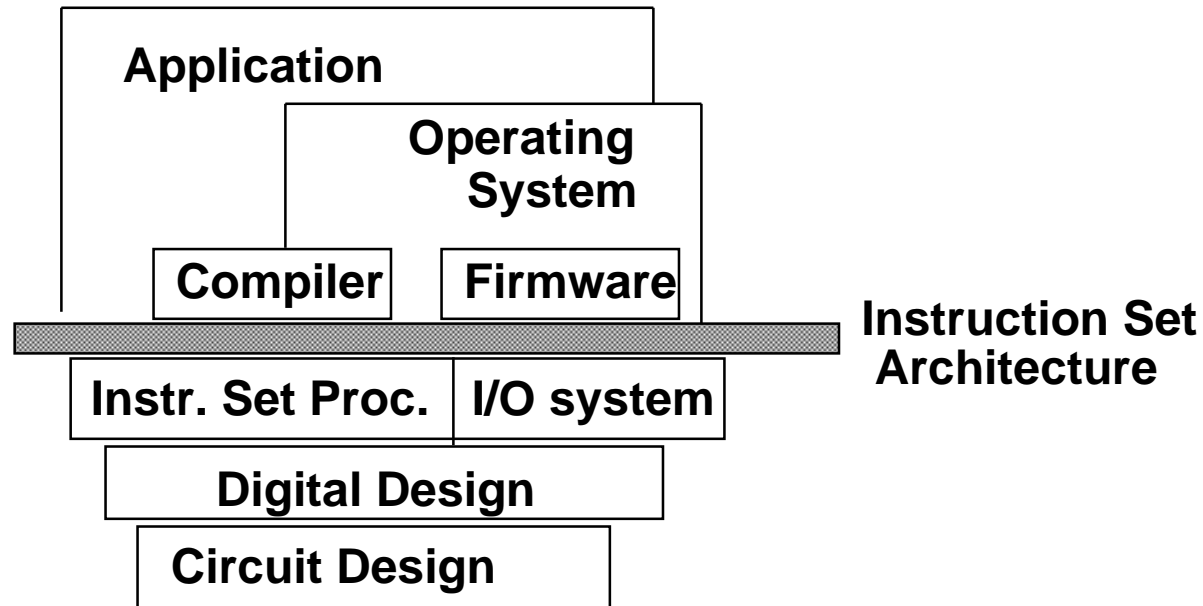 Application
Operating
System
Compiler
Firmware
Instruction Set
Architecture
Instr. Set Proc.
I/O system
Digital Design
Circuit Design